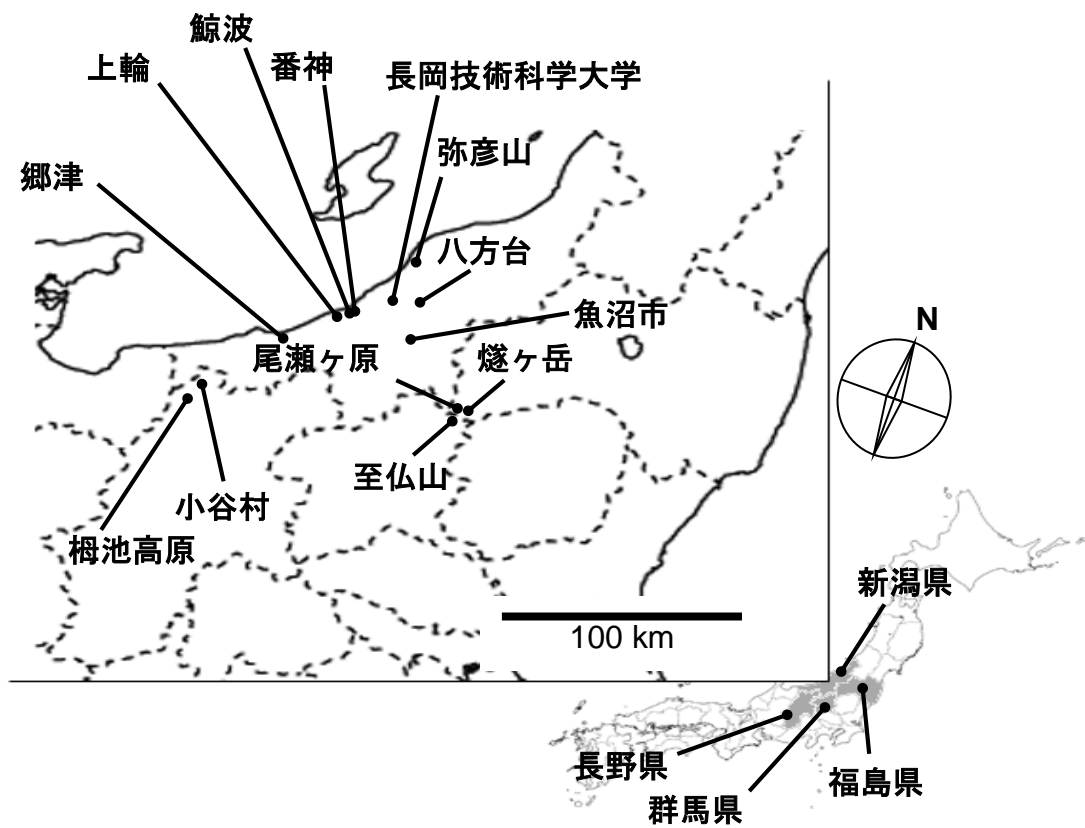 鯨波
上輪
番神
長岡技術科学大学
弥彦山
郷津
八方台
魚沼市
尾瀬ヶ原
燧ヶ岳
N
至仏山
小谷村
栂池高原
100 km
新潟県
長野県
群馬県
福島県